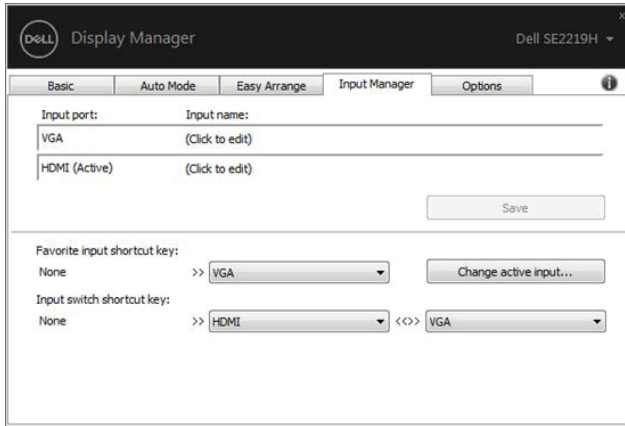 x
DELL Display Manager Dell SE2219H
Basic Auto Mode Easy Arrange Input Manager Options i
Input port: Input name:
VGA (Click to edit)
HDMI (Active) (Click to edit)
Save
Favorite input shortcut key:
None >> VGA Change active input...
Input switch shortcut key:
None >> HDMI <<>> VGA